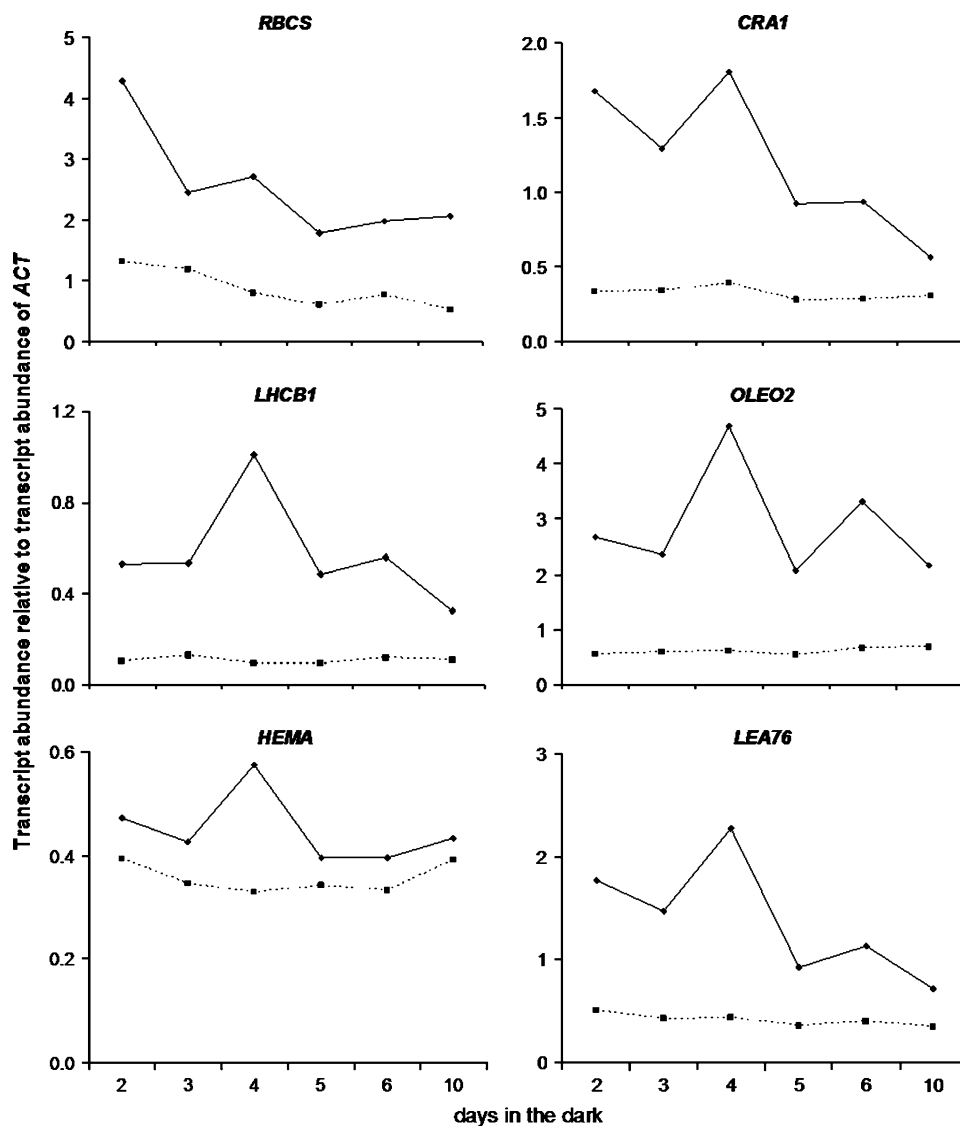 Transcript abundance relative to transcript abundance of ACT
RBCS
5
4
3
2
1
0
CRA1
2.0
1.5
1.0
0.5
0.0
LHCB1
1.2
0.8
0.4
0.0
OLEO2
5
4
3
2
1
0
HEMA
0.6
0.4
0.2
0.0
2 3 4 5 6 10
LEA76
3
2
1
0
2 3 4 5 6 10
days in the dark